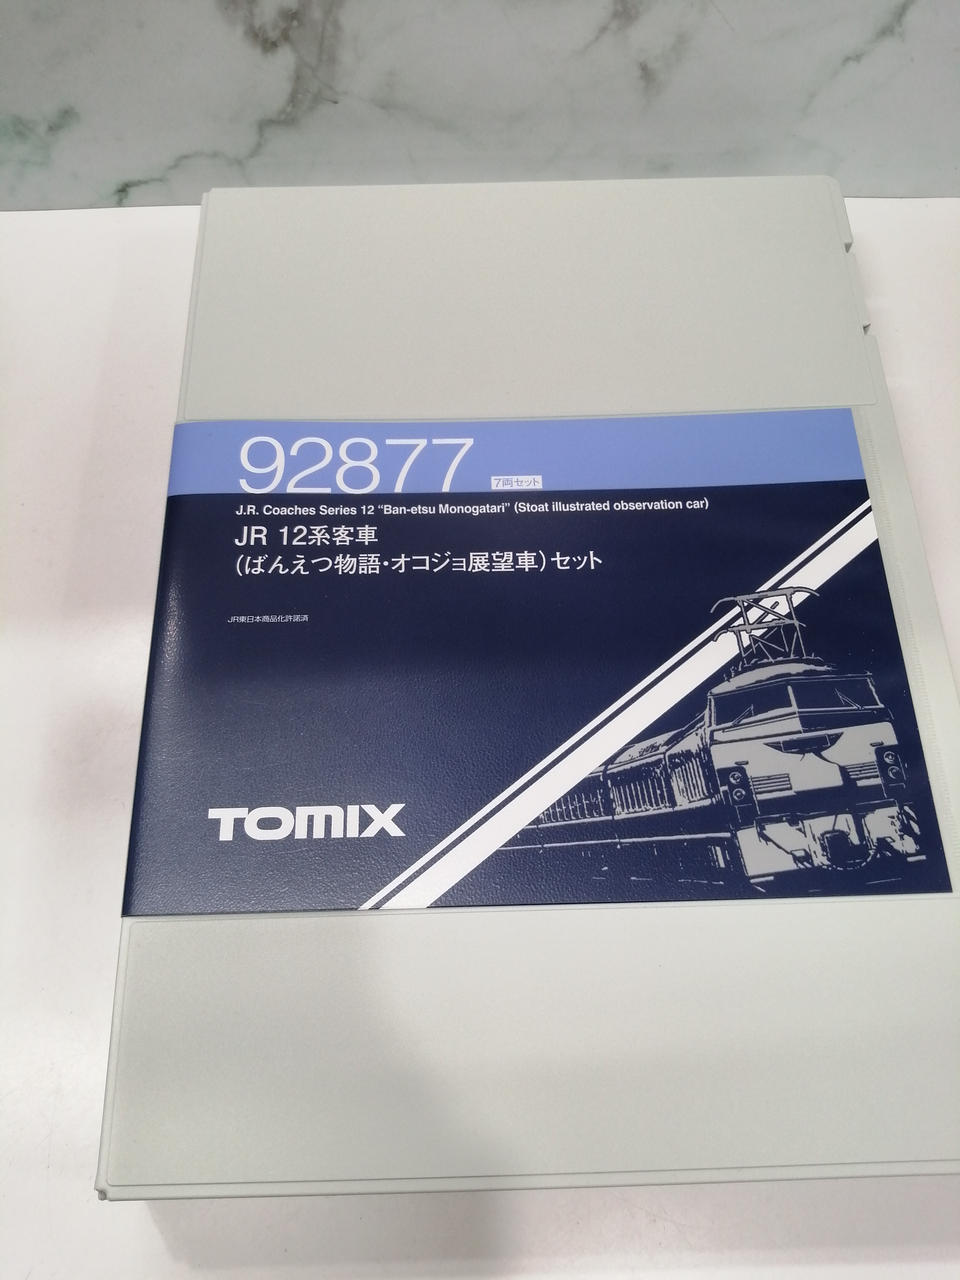 92877
7両セット
J.R. Coaches Series 12 “Ban-etsu Monogatari” (Stoat illustrated observation car)
JR 12系客車
(ばんえつ物語・オコジョ展望車)セット
JR東日本商品化許諾済
TOMIX